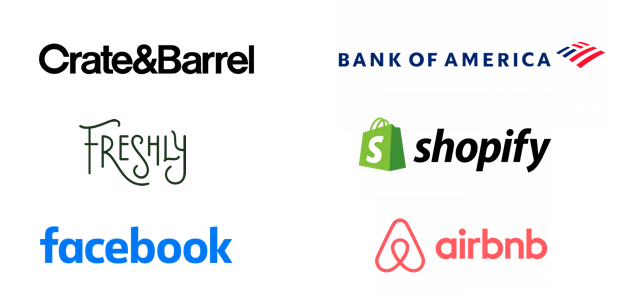 Crate&Barrel
BANK OF AMERICA
FRESHLY
S shopify
facebook
airbnb